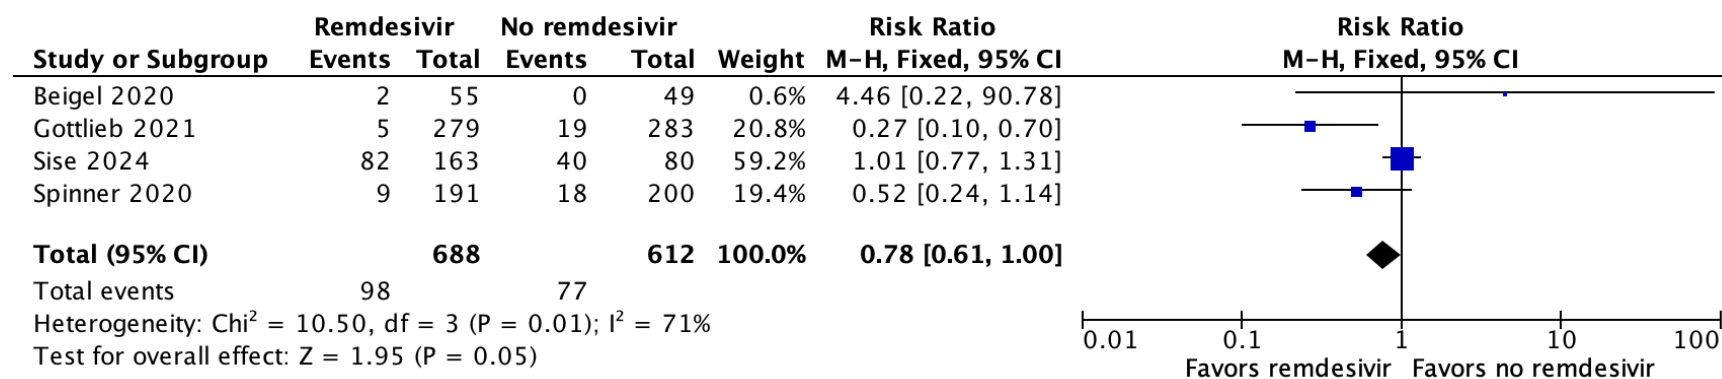 Remdesivir No remdesivir Risk Ratio Risk Ratio
Study or Subgroup Events Total Events Total Weight M-H, Fixed, 95% CI M-H, Fixed, 95% CI
Beigel 2020 2 55 0 49 0.6% 4.46 [0.22, 90.78]
Gottlieb 2021 5 279 19 283 20.8% 0.27 [0.10, 0.70]
Sise 2024 82 163 40 80 59.2% 1.01 [0.77, 1.31]
Spinner 2020 9 191 18 200 19.4% 0.52 [0.24, 1.14]
Total (95% CI) 688 612 100.0% 0.78 [0.61, 1.00]
Total events 98 77
Heterogeneity: Chi² = 10.50, df = 3 (P = 0.01); I² = 71%
Test for overall effect: Z = 1.95 (P = 0.05)
0.01 0.1 1 10 100
Favors remdesivir Favors no remdesivir